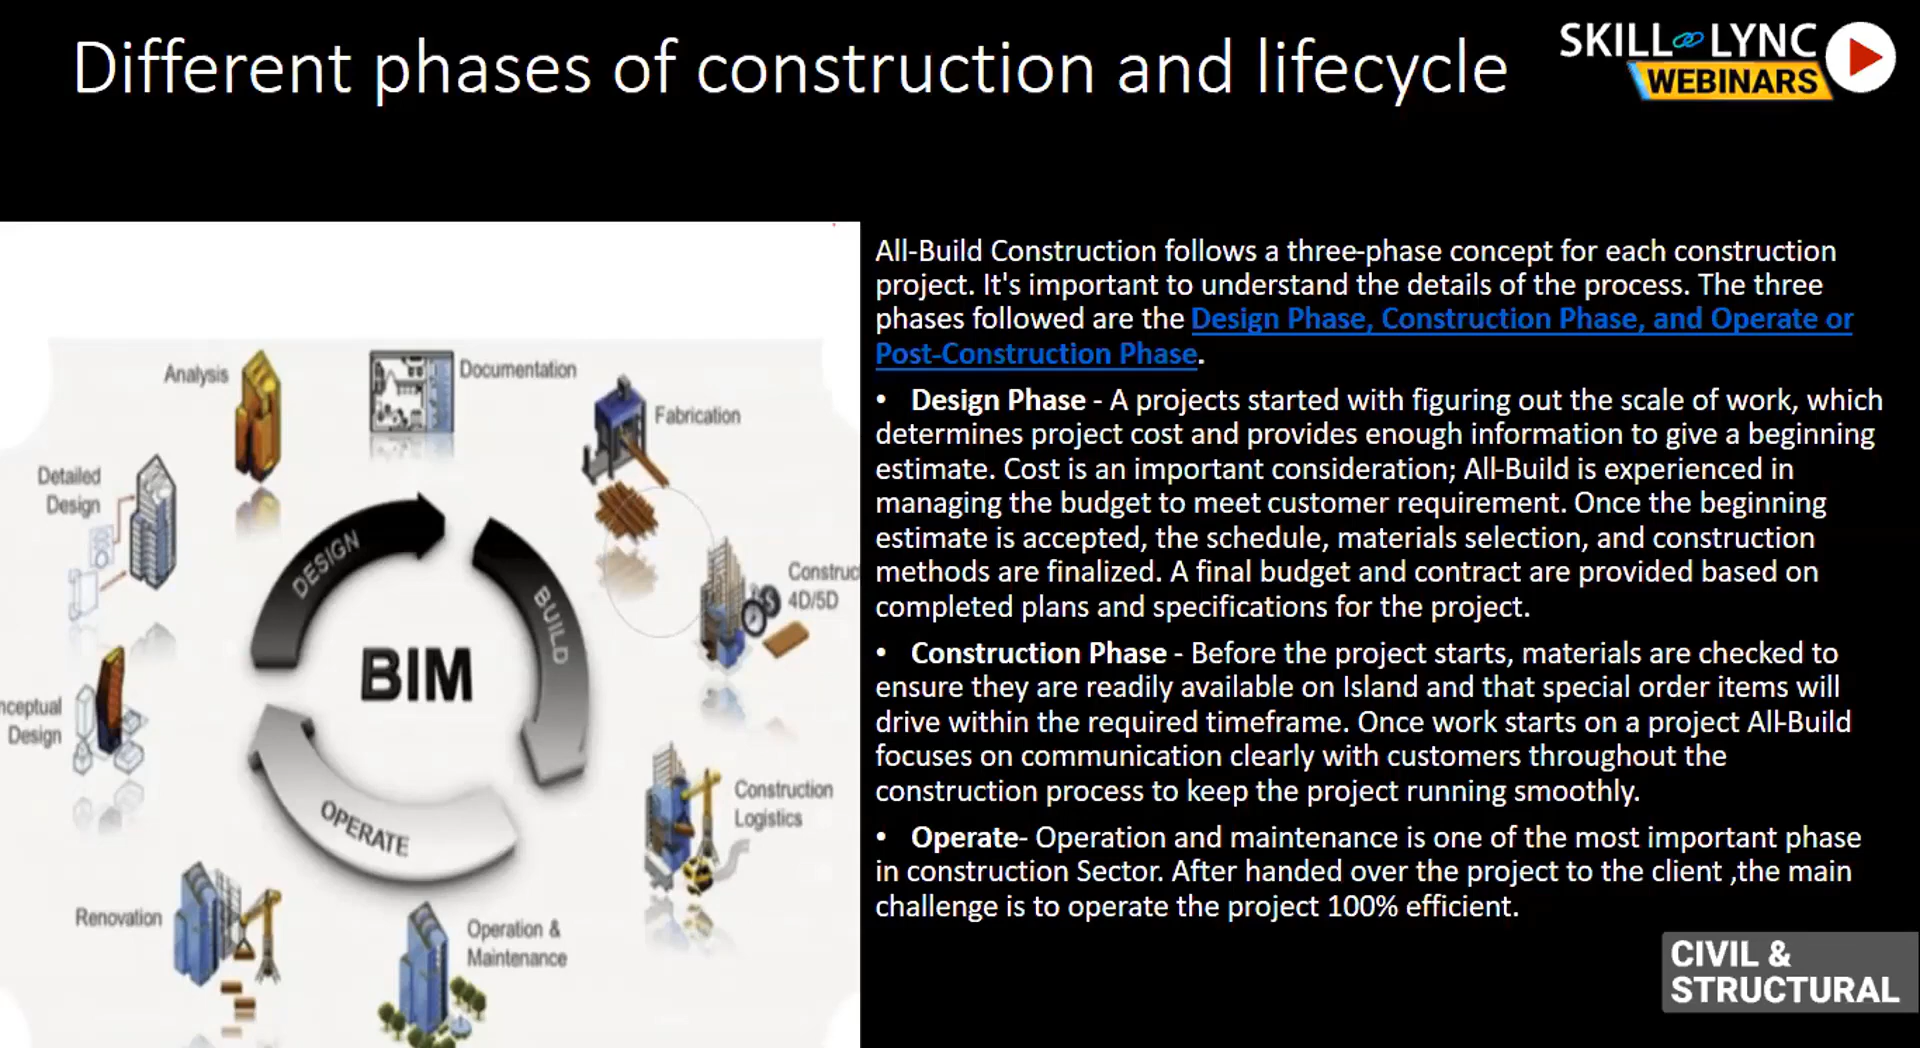 Different phases of construction and lifecycle
SKILL LYNC
WEBINARS
All-Build Construction follows a three-phase concept for each construction
project. It's important to understand the details of the process. The three
phases followed are the Design Phase, Construction Phase, and Operate or
Post-Construction Phase.
• Design Phase - A projects started with figuring out the scale of work, which
determines project cost and provides enough information to give a beginning
estimate. Cost is an important consideration; All-Build is experienced in
managing the budget to meet customer requirement. Once the beginning
estimate is accepted, the schedule, materials selection, and construction
methods are finalized. A final budget and contract are provided based on
completed plans and specifications for the project.
• Construction Phase - Before the project starts, materials are checked to
ensure they are readily available on Island and that special order items will
drive within the required timeframe. Once work starts on a project All-Build
focuses on communication clearly with customers throughout the
construction process to keep the project running smoothly.
• Operate- Operation and maintenance is one of the most important phase
in construction Sector. After handed over the project to the client ,the main
challenge is to operate the project 100% efficient.
Analysis
Documentation
Fabrication
Detailed
Design
Construc
4D/5D
DESIGN
BUILD
BIM
OPERATE
nceptual
Design
Construction
Logistics
Renovation
Operation &
Maintenance
CIVIL &
STRUCTURAL